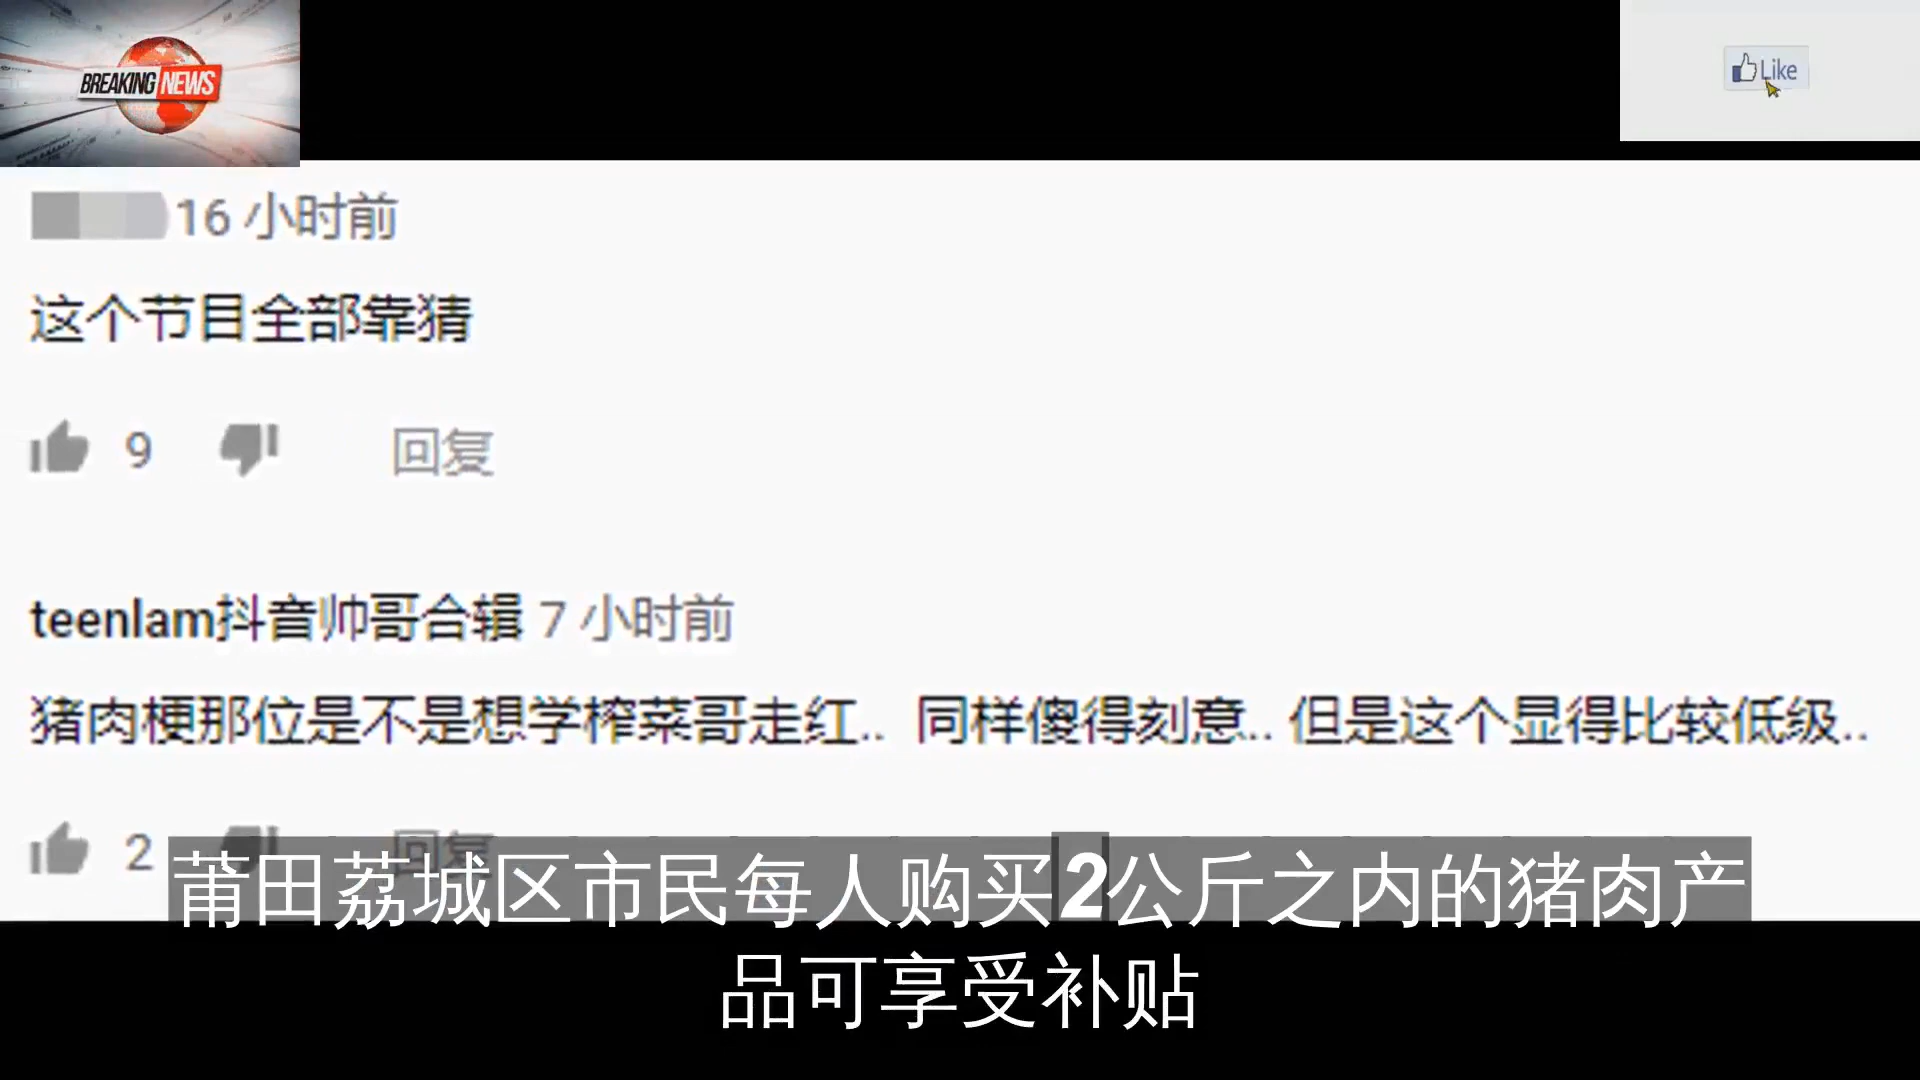 BREAKING NEWS
Like
16 小时前
这个节目全部靠猜
9 回复
teenlam抖音帅哥合辑 7 小时前
猪肉梗那位是不是想学榨菜哥走红.. 同样傻得刻意.. 但是这个显得比较低级..
2 回复
莆田荔城区市民每人购买2公斤之内的猪肉产
品可享受补贴